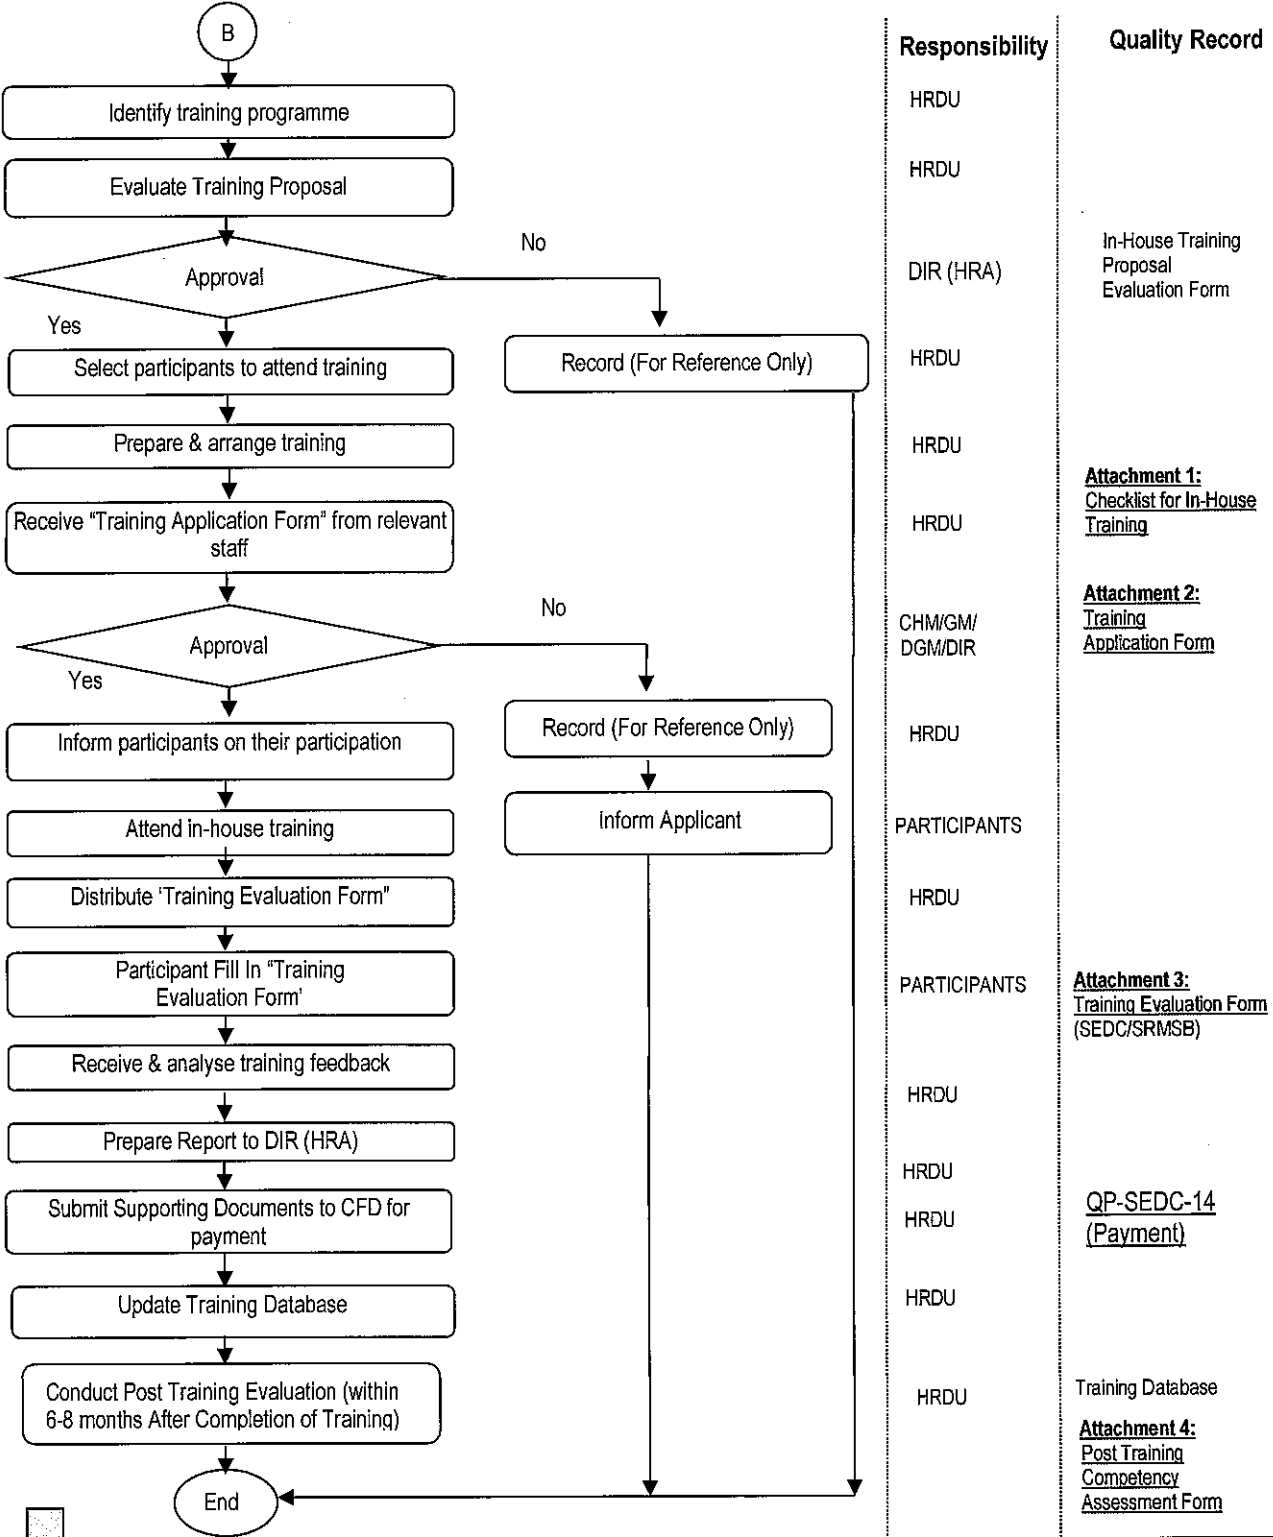 B
Responsibility
Quality Record
Identify training programme
HRDU
Evaluate Training Proposal
HRDU
No
Approval
DIR (HRA)
In-House Training
Proposal
Evaluation Form
Yes
Select participants to attend training
Record (For Reference Only)
HRDU
Prepare & arrange training
HRDU
Attachment 1:
Checklist for In-House
Training
Receive "Training Application Form" from relevant
staff
HRDU
No
Approval
CHM/GM/
DGM/DIR
Attachment 2:
Training
Application Form
Yes
Inform participants on their participation
Record (For Reference Only)
HRDU
Attend in-house training
Inform Applicant
PARTICIPANTS
Distribute 'Training Evaluation Form"
HRDU
Participant Fill In "Training
Evaluation Form'
PARTICIPANTS
Attachment 3:
Training Evaluation Form
(SEDC/SRMSB)
Receive & analyse training feedback
HRDU
Prepare Report to DIR (HRA)
HRDU
Submit Supporting Documents to CFD for
payment
HRDU
QP-SEDC-14
(Payment)
Update Training Database
HRDU
Conduct Post Training Evaluation (within
6-8 months After Completion of Training)
HRDU
Training Database
Attachment 4:
Post Training
Competency
Assessment Form
End